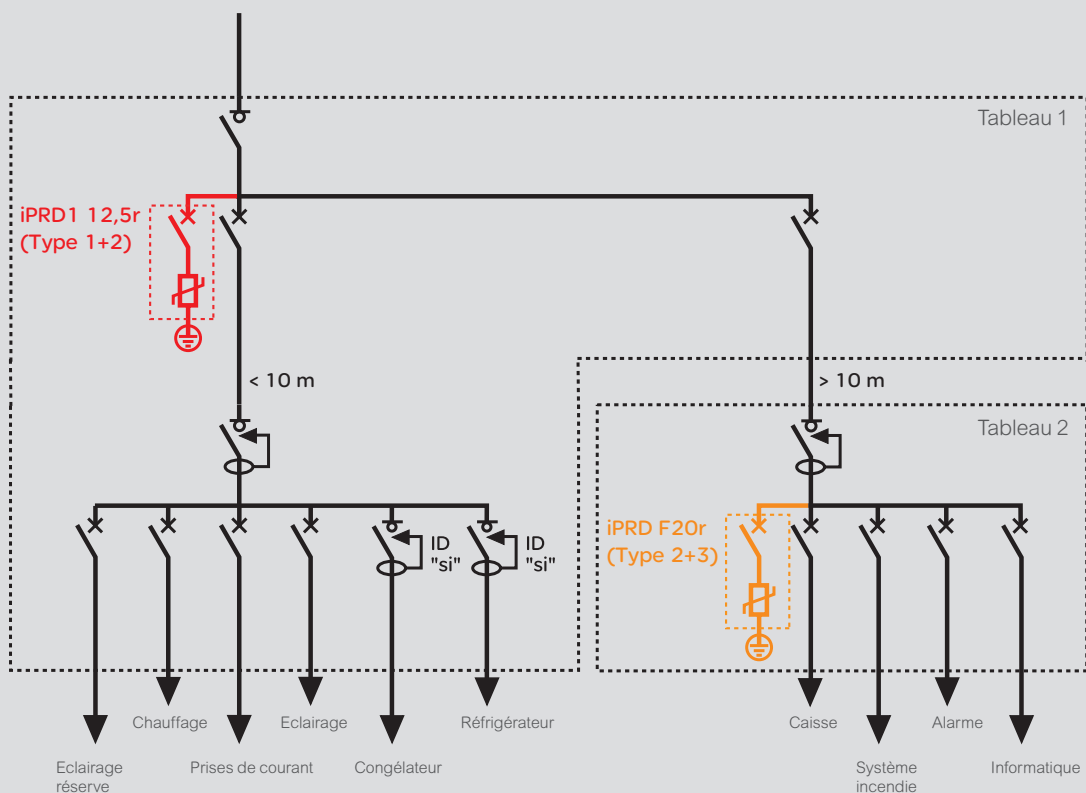 Tableau 1
iPRD1 12,5r
(Type 1+2)
< 10 m
> 10 m
Tableau 2
ID
"si"
ID
"si"
iPRD F20r
(Type 2+3)
Chauffage
Eclairage
Réfrigérateur
Caisse
Alarme
Eclairage
réserve
Prises de courant
Congélateur
Système
incendie
Informatique